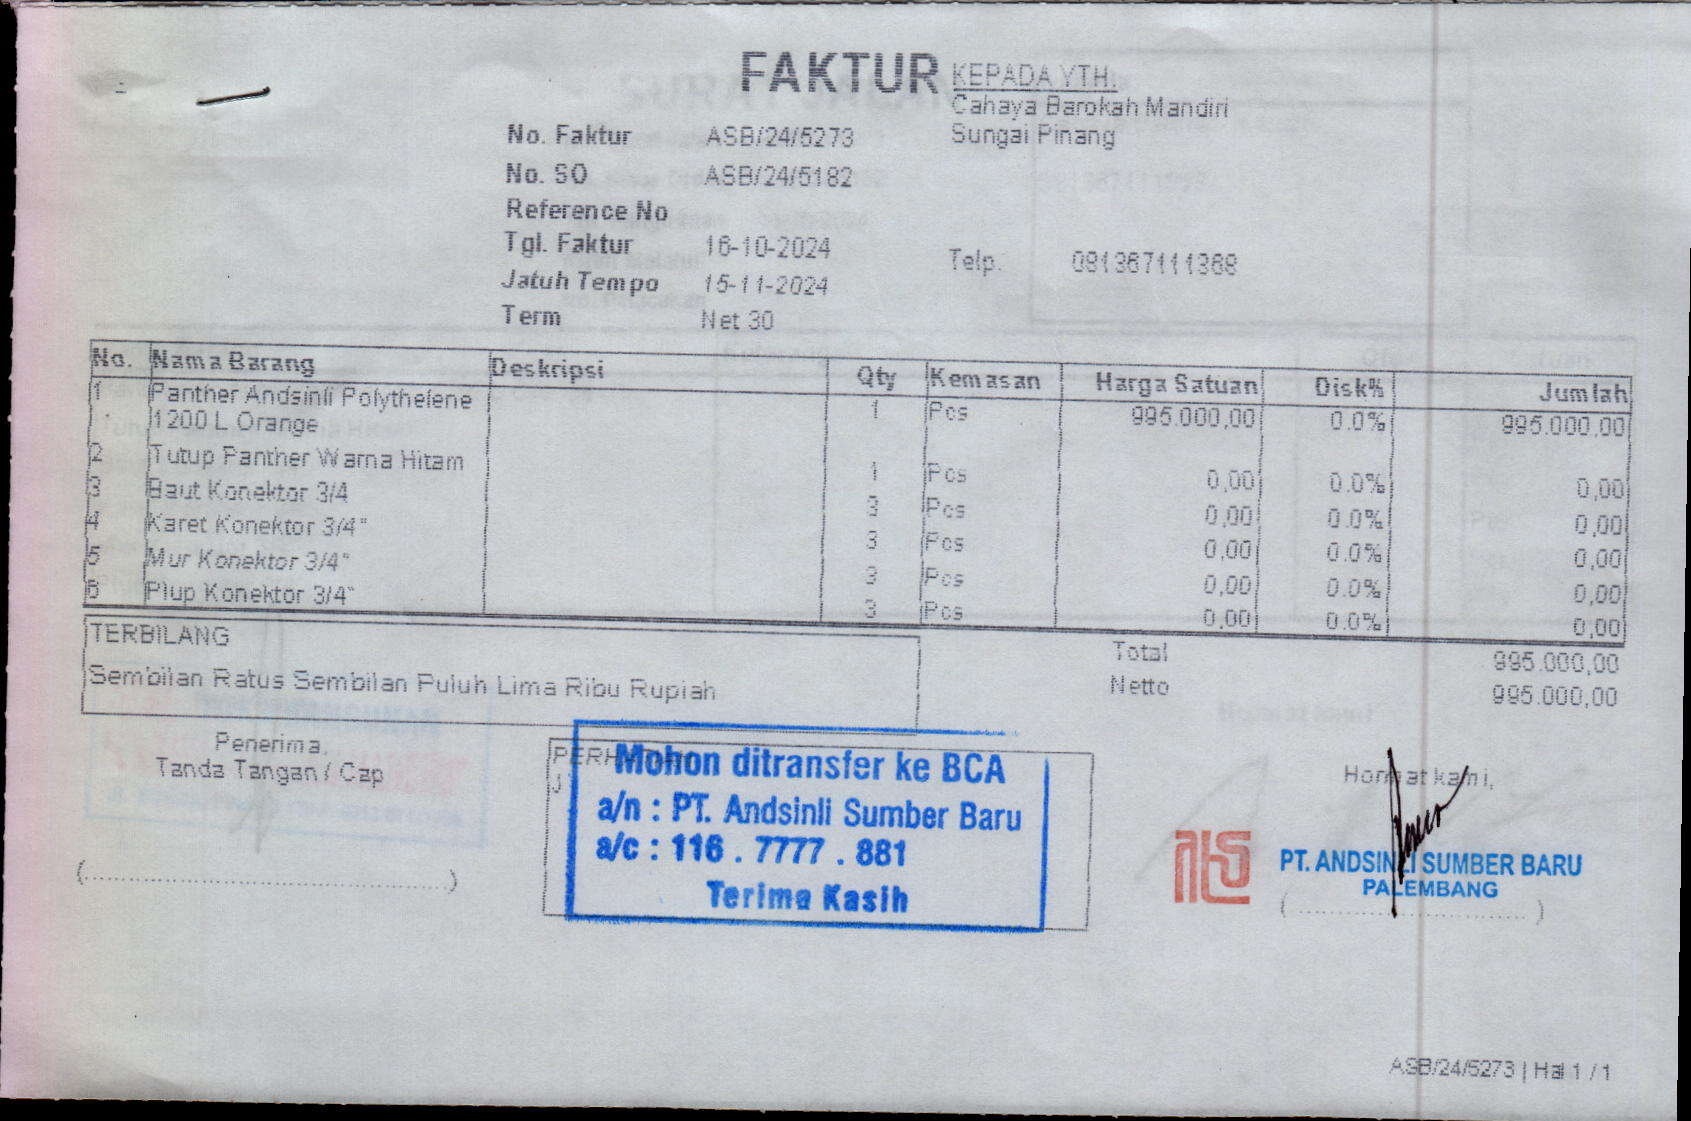 FAKTUR
KEPADA YTH.
Cahaya Barokah Mandiri
Sungai Pinang
No. Faktur ASB/24/5273
No. SO ASB/24/5182
Reference No
Tgl. Faktur 16-10-2024
Jatuh Tempo 15-11-2024
Term Net 30
Telp. 081367111368
No. Nama Barang Deskripsi Qty Kemasan Harga Satuan Disk% Jumlah
1 Panther Andsinli Polythelene 1 Pcs 995.000,00 0.0% 995.000,00
1200 L Orange
2 Tutup Panther Warna Hitam 1 Pcs 0,00 0.0% 0,00
3 Baut Konektor 3/4 3 Pcs 0,00 0.0% 0,00
4 Karet Konektor 3/4" 3 Pcs 0,00 0.0% 0,00
5 Mur Konektor 3/4" 3 Pcs 0,00 0.0% 0,00
6 Plup Konektor 3/4" 3 Pcs 0,00 0.0% 0,00
TERBILANG
Sembilan Ratus Sembilan Puluh Lima Ribu Rupiah
Total 995.000,00
Netto 995.000,00
Penerima,
Tanda Tangan / Cap
(........................................)
Mohon ditransfer ke BCA
a/n : PT. Andsinli Sumber Baru
a/c : 116 . 7777 . 881
Terima Kasih
Hormat kami,
PT. ANDSINLI SUMBER BARU
PALEMBANG
(..............................)
ASB/24/5273 | Hal 1 / 1